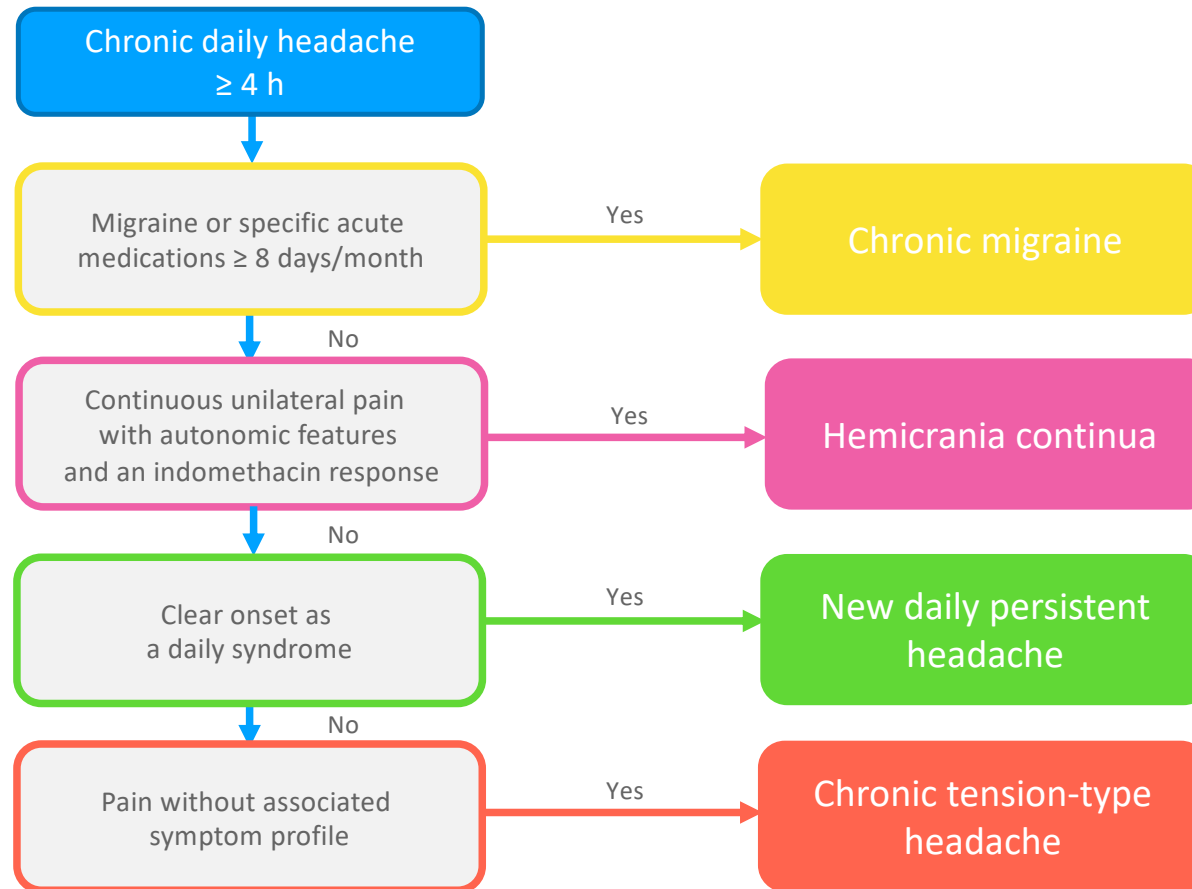 Chronic daily headache
≥ 4 h
Migraine or specific acute
medications ≥ 8 days/month
Yes
Chronic migraine
No
Continuous unilateral pain
with autonomic features
and an indomethacin response
Yes
Hemicrania continua
No
Clear onset as
a daily syndrome
Yes
New daily persistent
headache
No
Pain without associated
symptom profile
Yes
Chronic tension-type
headache